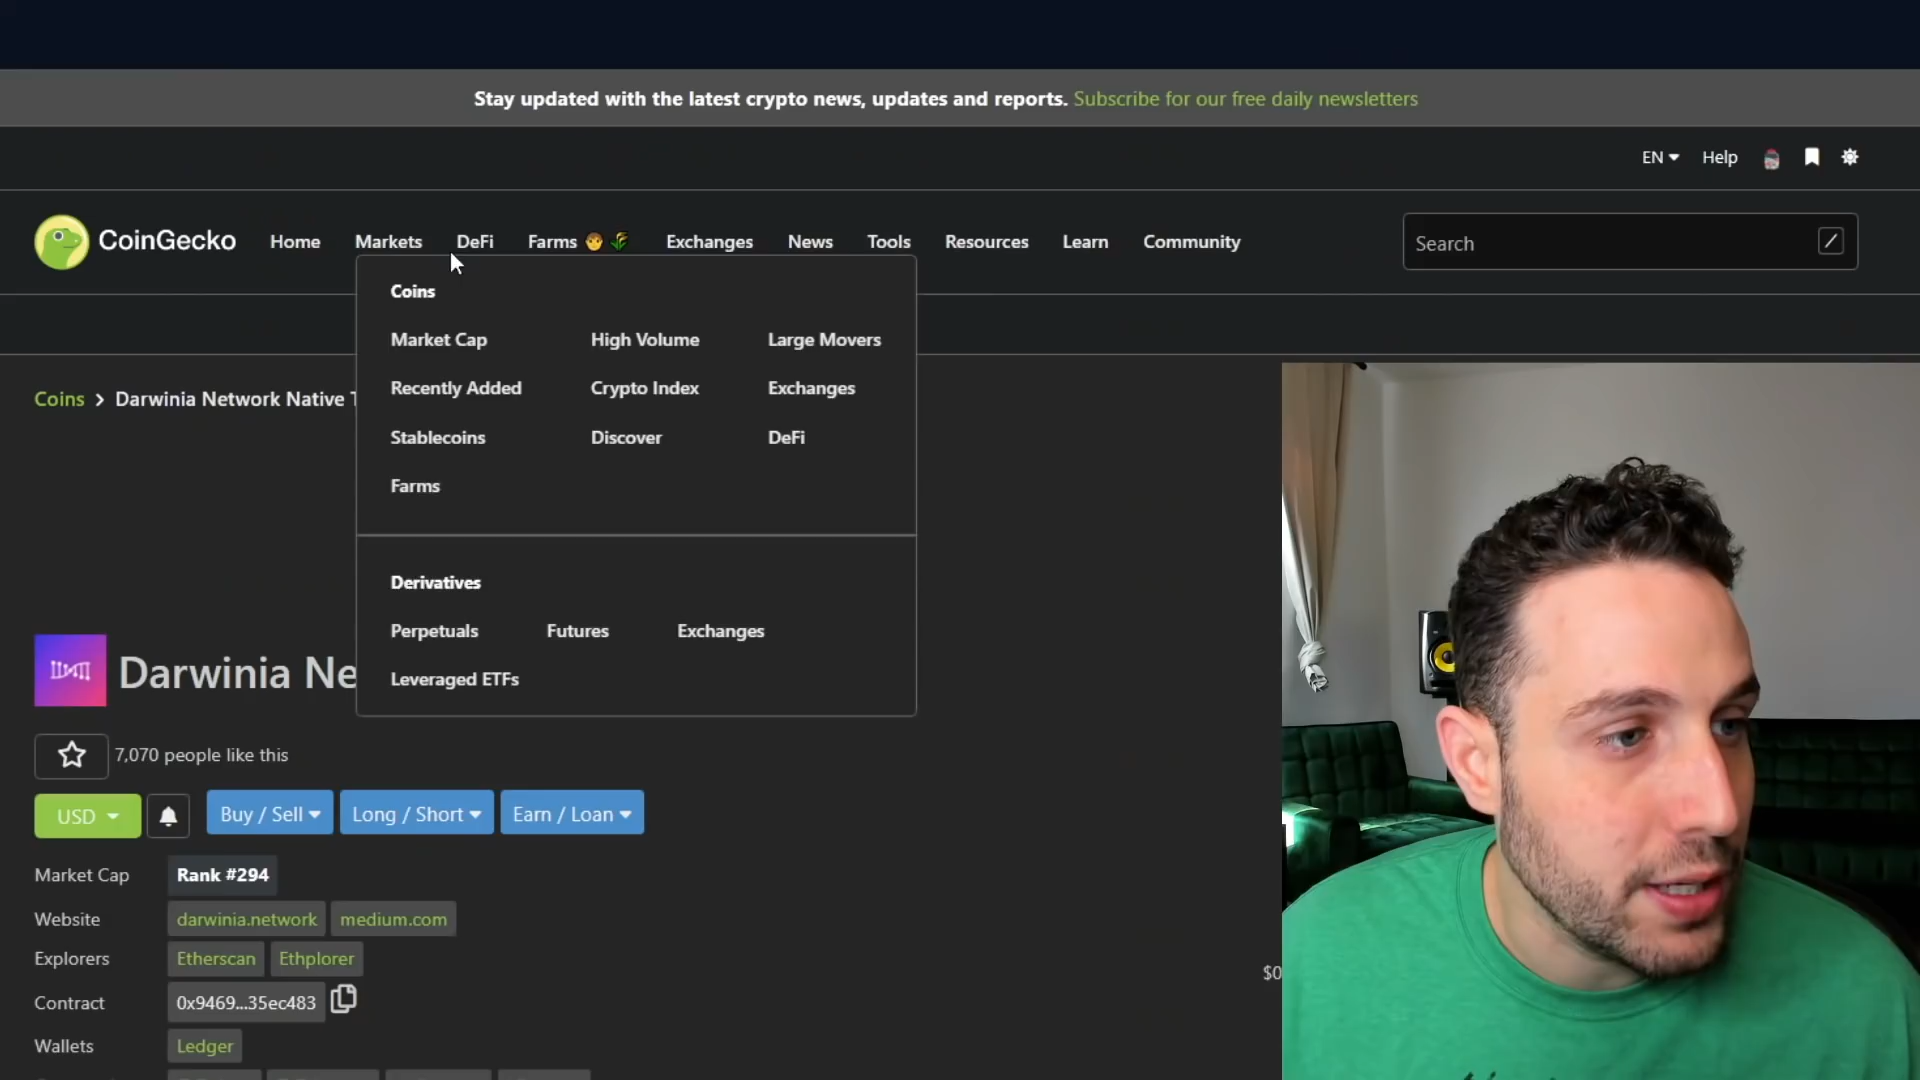 Stay updated with the latest crypto news, updates and reports. Subscribe for our free daily newsletters
EN Help
CoinGecko Home Markets DeFi Farms Exchanges News Tools Resources Learn Community Search /
Coins
Market Cap High Volume Large Movers
Recently Added Crypto Index Exchanges
Coins > Darwinia Network Native
Stablecoins Discover DeFi
Farms
Derivatives
Perpetuals Futures Exchanges
Leveraged ETFs
Darwinia Ne
7,070 people like this
USD Buy / Sell Long / Short Earn / Loan
Market Cap Rank #294
Website darwinia.network medium.com
Explorers Etherscan Ethplorer
$0
Contract 0x9469...35ec483
Wallets Ledger